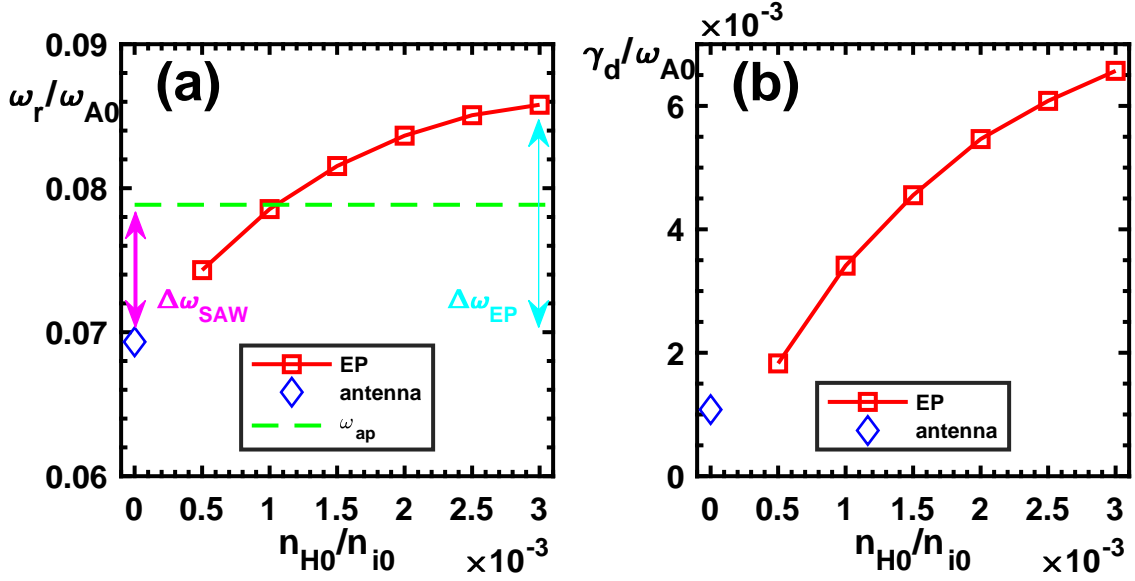 (a)
ω_r/ω_A0
0.09
0.08
0.07
0.06
Δω_SAW
Δω_EP
EP
antenna
ω_ap
0 0.5 1 1.5 2 2.5 3
n_H0/n_i0 ×10^-3
×10^-3
(b)
γ_d/ω_A0
6
4
2
0
EP
antenna
0 0.5 1 1.5 2 2.5 3
n_H0/n_i0 ×10^-3